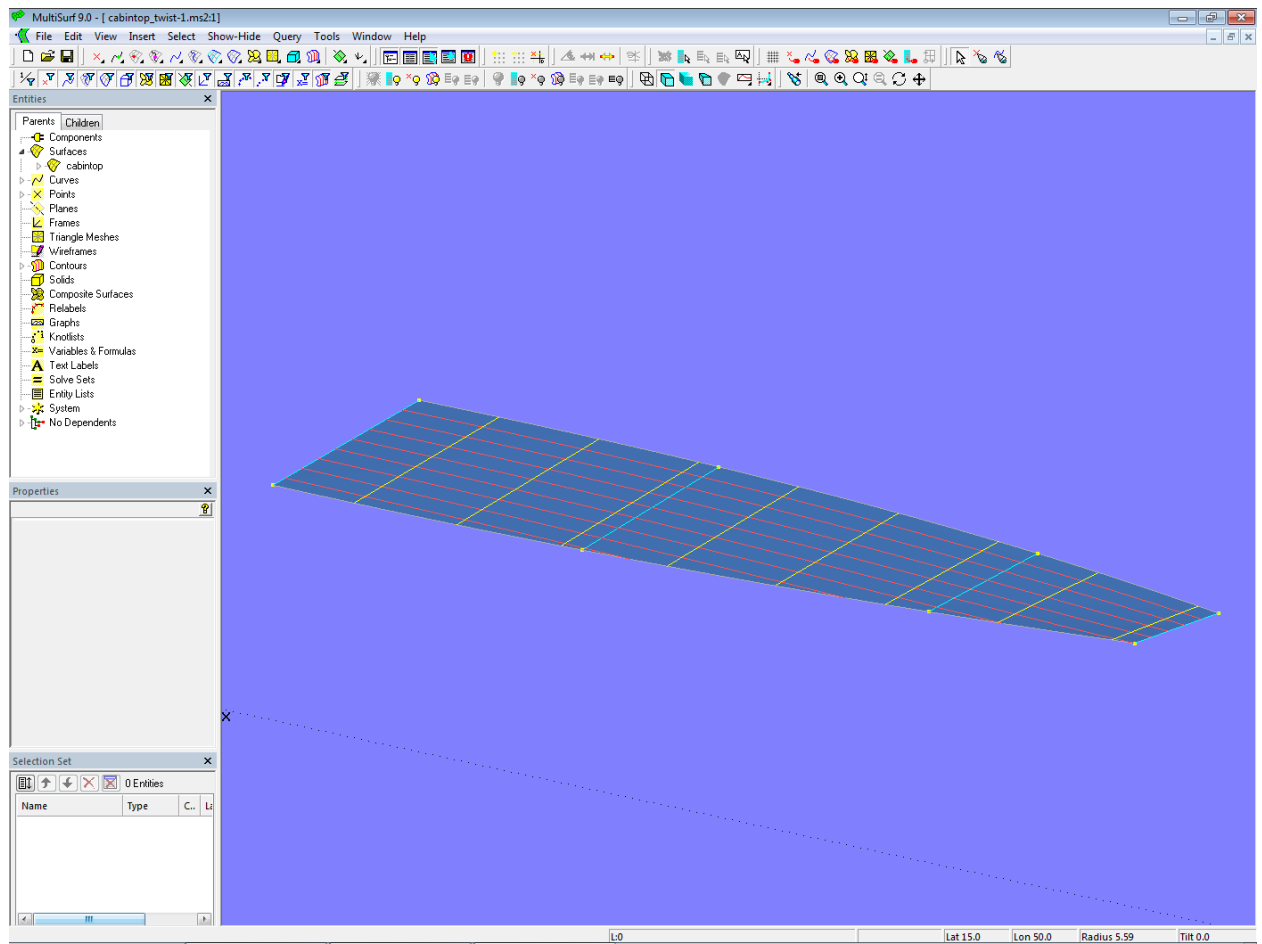 MultiSurf 9.0 - [ cabintop_twist-1.ms2:1]
File Edit View Insert Select Show-Hide Query Tools Window Help
Entities
Parents Children
Components
Surfaces
cabintop
Curves
Points
Planes
Frames
Triangle Meshes
Wireframes
Contours
Solids
Composite Surfaces
Relabels
Graphs
Knotlists
Variables & Formulas
Text Labels
Solve Sets
Entity Lists
System
No Dependents
Properties
Selection Set
0 Entities
Name Type C.. La
L:0 Lat 15.0 Lon 50.0 Radius 5.59 Tilt 0.0